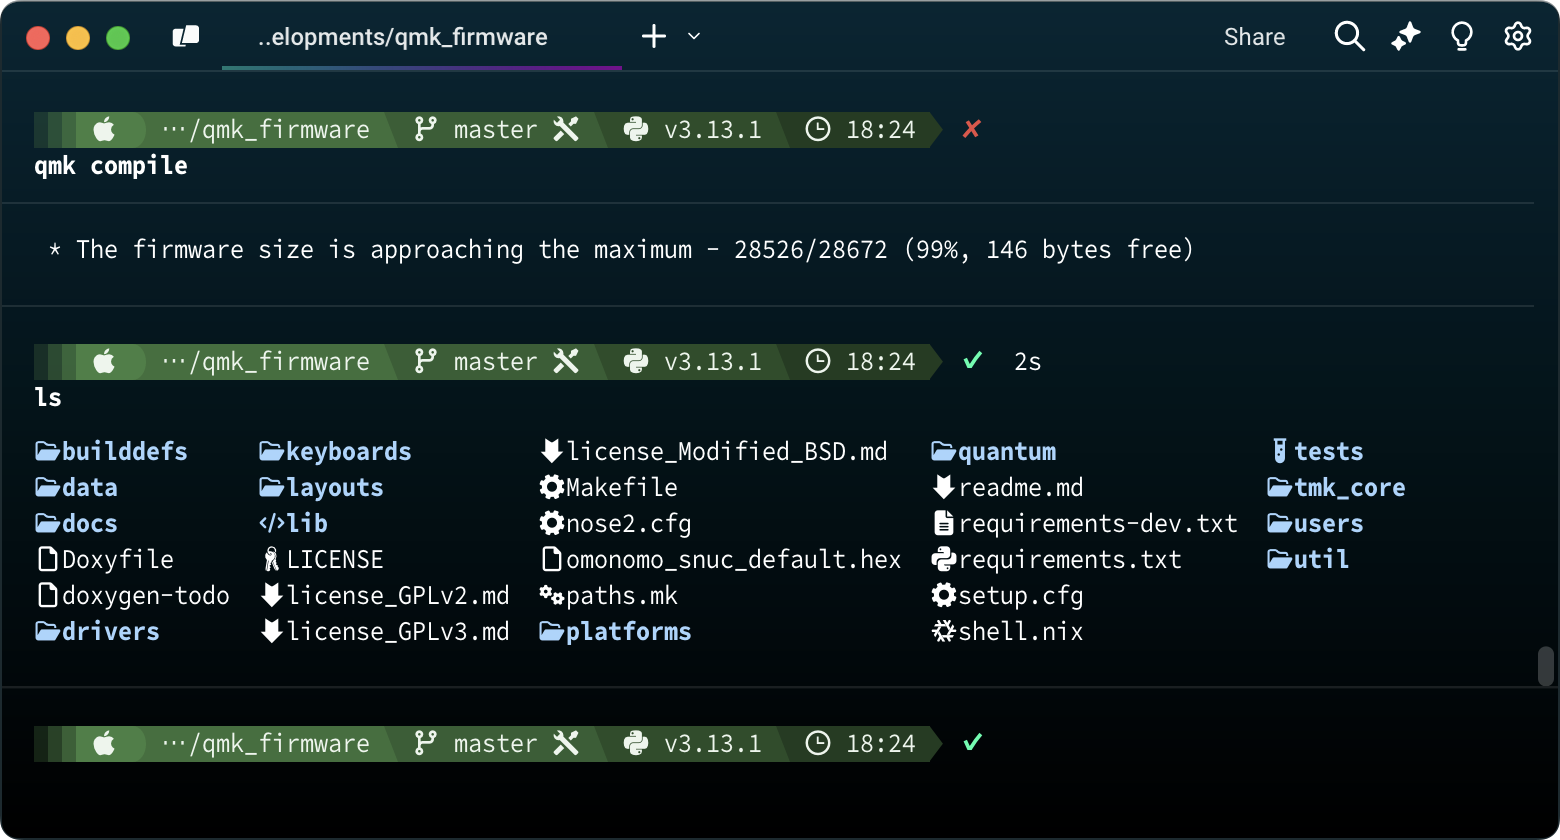 ..elopments/qmk_firmware Share
…/qmk_firmware master v3.13.1 18:24 ✘
qmk compile
* The firmware size is approaching the maximum - 28526/28672 (99%, 146 bytes free)
…/qmk_firmware master v3.13.1 18:24 ✔ 2s
ls
builddefs keyboards license_Modified_BSD.md quantum tests
data layouts Makefile readme.md tmk_core
docs lib nose2.cfg requirements-dev.txt users
Doxyfile LICENSE omonomo_snuc_default.hex requirements.txt util
doxygen-todo license_GPLv2.md paths.mk setup.cfg
drivers license_GPLv3.md platforms shell.nix
…/qmk_firmware master v3.13.1 18:24 ✔